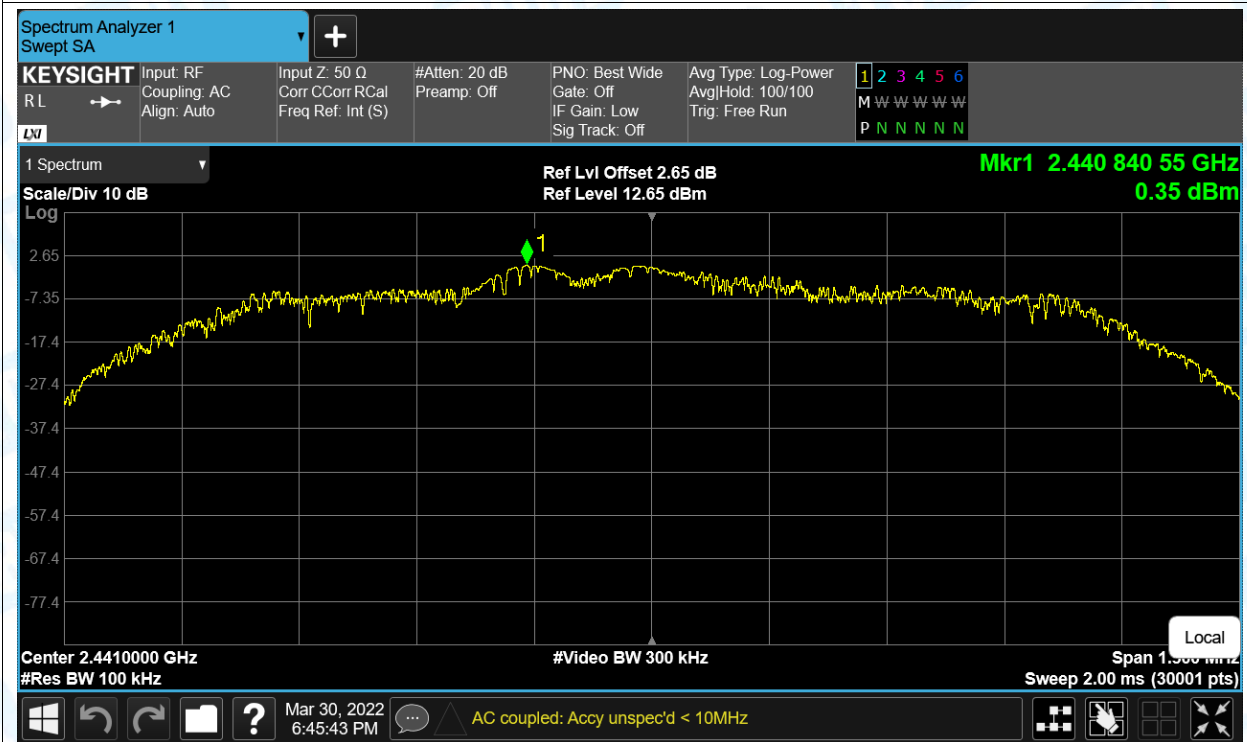 Spectrum Analyzer 1
Swept SA
KEYSIGHT
R L
LXI
Input: RF
Coupling: AC
Align: Auto
Input Z: 50 Ω
Corr CCorr RCal
Freq Ref: Int (S)
#Atten: 20 dB
Preamp: Off
PNO: Best Wide
Gate: Off
IF Gain: Low
Sig Track: Off
Avg Type: Log-Power
Avg|Hold: 100/100
Trig: Free Run
1 2 3 4 5 6
M W W W W W
P N N N N N
1 Spectrum
Scale/Div 10 dB
Log
Ref Lvl Offset 2.65 dB
Ref Level 12.65 dBm
Mkr1 2.440 840 55 GHz
0.35 dBm
1
2.65
-7.35
-17.4
-27.4
-37.4
-47.4
-57.4
-67.4
-77.4
Local
Center 2.4410000 GHz
#Video BW 300 kHz
Span
#Res BW 100 kHz
Sweep 2.00 ms (30001 pts)
?
Mar 30, 2022
6:45:43 PM
AC coupled: Accy unspec'd < 10MHz